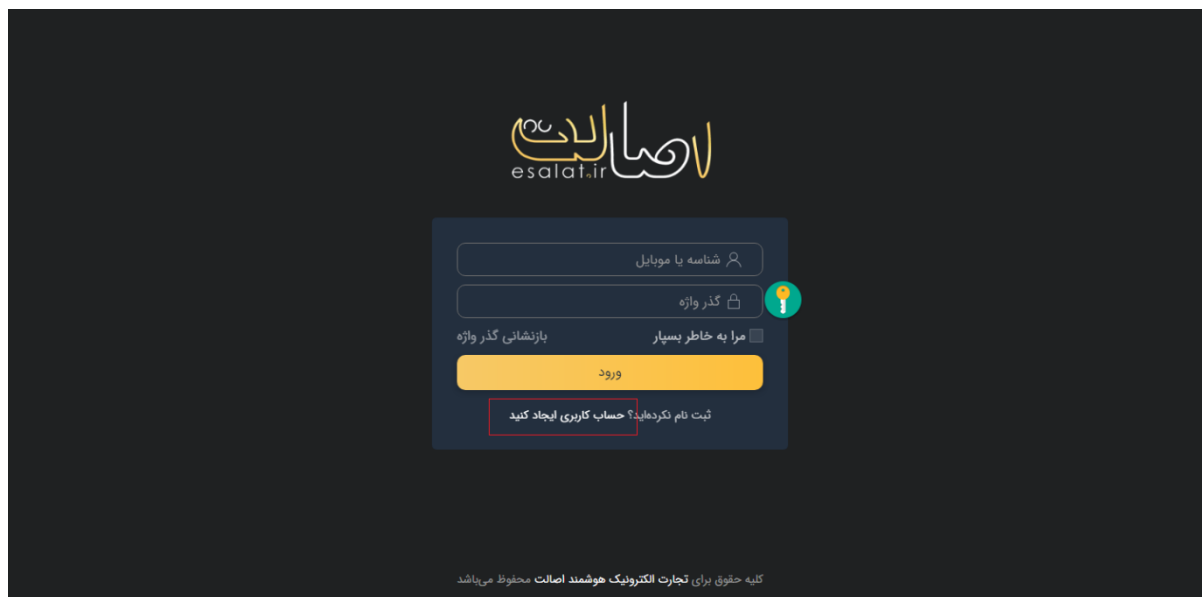 اصالت
esalat.ir
شناسه یا موبایل
گذر واژه
مرا به خاطر بسپار بازنشانی گذر واژه
ورود
ثبت نام نکرده‌اید؟ حساب کاربری ایجاد کنید
کلیه حقوق برای تجارت الکترونیک هوشمند اصالت محفوظ می‌باشد